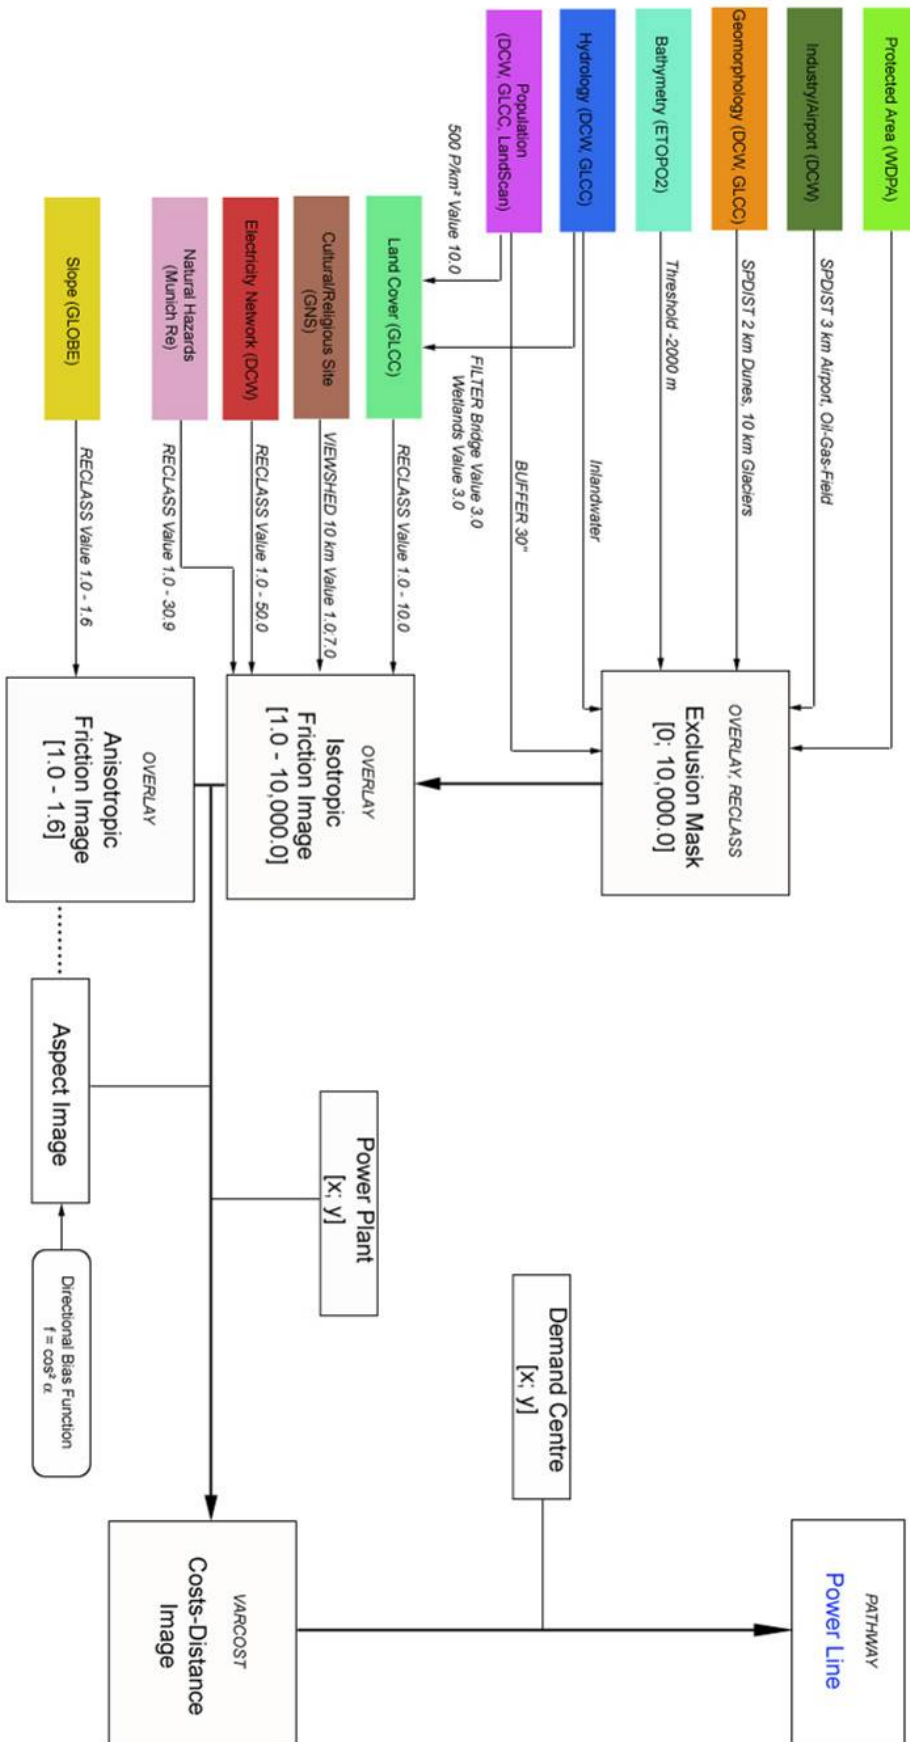 Protected Area (WDPA)
Industry/Airport (DCW)
SPDIST 3 km Airport, Oil-Gas-Field
Geomorphology (DCW, GLCC)
SPDIST 2 km Dunes, 10 km Glaciers
Bathymetry (ETOPO2)
Threshold -2000 m
Hydrology (DCW, GLCC)
Inlandwater
Population
(DCW, GLCC, LandScan)
BUFFER 30"
500 P/km² Value 10.0
FILTER Bridge Value 3.0
Wetlands Value 3.0
Land Cover (GLCC)
RECLASS Value 1.0 - 10.0
Cultural/Religious Site
(GNS)
VIEWSHED 10 km Value 1.0;7.0
Electricity Network (DCW)
RECLASS Value 1.0 - 50.0
Natural Hazards
(Munich Re)
RECLASS Value 1.0 - 30.9
Slope (GLOBE)
RECLASS Value 1.0 - 1.6
OVERLAY, RECLASS
Exclusion Mask
[0; 10,000.0]
OVERLAY
Isotropic
Friction Image
[1.0 - 10,000.0]
OVERLAY
Anisotropic
Friction Image
[1.0 - 1.6]
Aspect Image
Directional Bias Function
f = cos² α
Power Plant
[x; y]
Demand Centre
[x; y]
VARCOST
Costs-Distance
Image
PATHWAY
Power Line